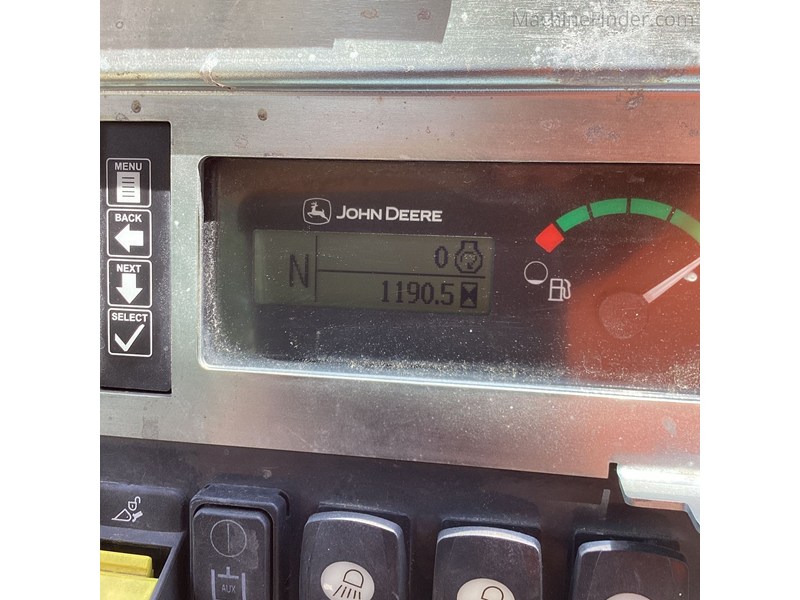 MachineFinder.com
MENU
BACK
NEXT
SELECT
JOHN DEERE
0
N
1190.5
AUX